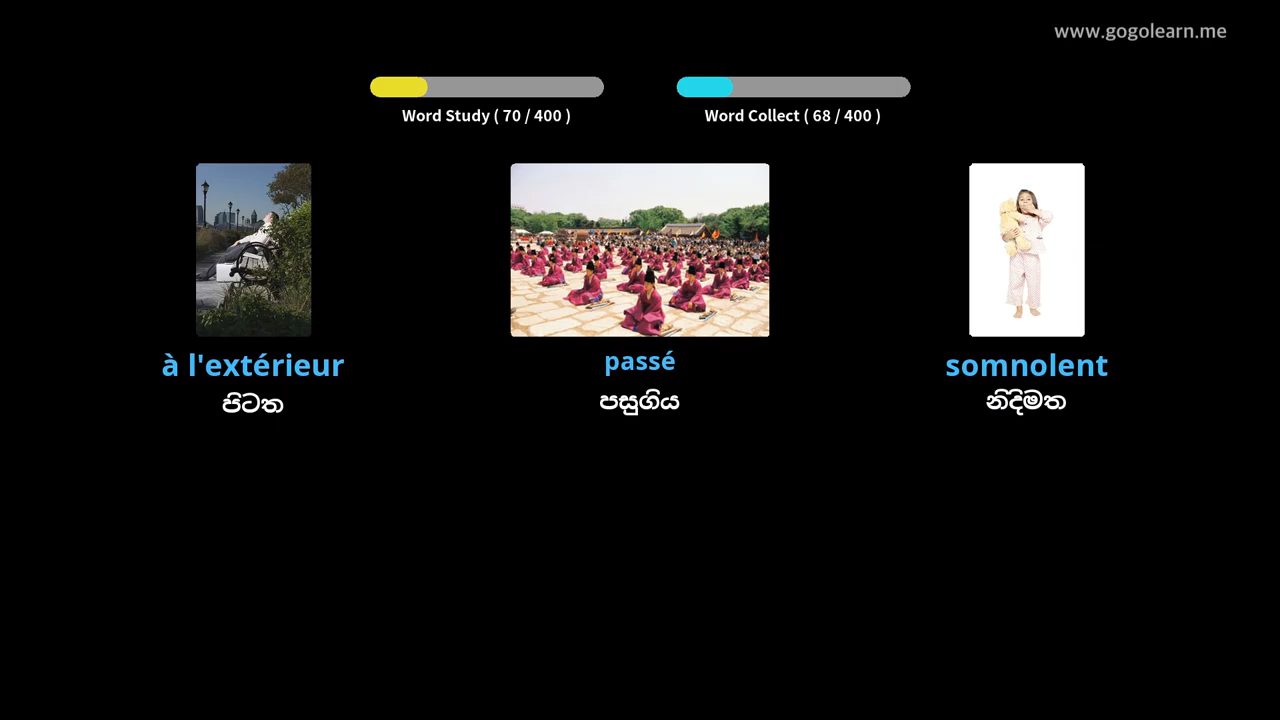 www.gogolearn.me
Word Study ( 70 / 400 )
Word Collect ( 68 / 400 )
à l'extérieur
passé
somnolent
පිටත
පසුගිය
නිදිමත